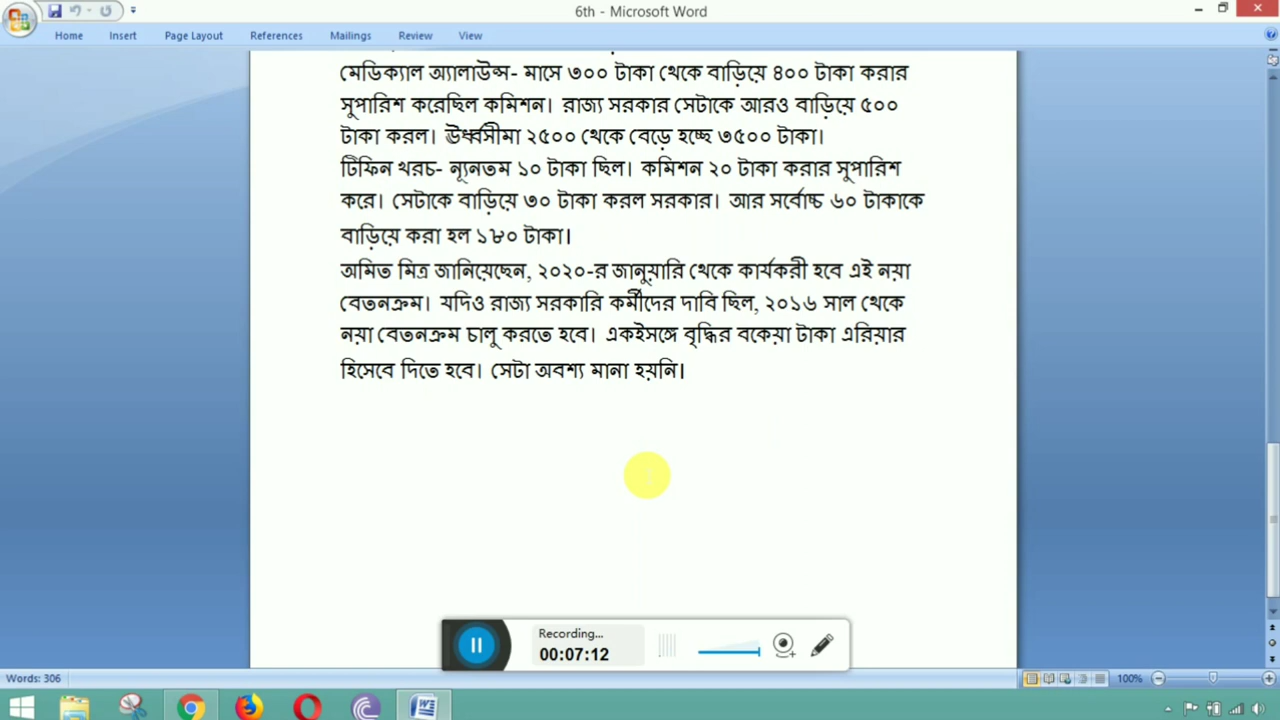 6th - Microsoft Word
Home Insert Page Layout References Mailings Review View
মেডিক্যাল অ্যালাউন্স- মাসে ৩০০ টাকা থেকে বাড়িয়ে ৪০০ টাকা করার
সুপারিশ করেছিল কমিশন। রাজ্য সরকার সেটাকে আরও বাড়িয়ে ৫০০
টাকা করল। ঊর্ধ্বসীমা ২৫০০ থেকে বেড়ে হচ্ছে ৩৫০০ টাকা।
টিফিন খরচ- ন্যূনতম ১০ টাকা ছিল। কমিশন ২০ টাকা করার সুপারিশ
করে। সেটাকে বাড়িয়ে ৩০ টাকা করল সরকার। আর সর্বোচ্চ ৬০ টাকাকে
বাড়িয়ে করা হল ১৮০ টাকা।
অমিত মিত্র জানিয়েছেন, ২০২০-র জানুয়ারি থেকে কার্যকরী হবে এই নয়া
বেতনক্রম। যদিও রাজ্য সরকারি কর্মীদের দাবি ছিল, ২০১৬ সাল থেকে
নয়া বেতনক্রম চালু করতে হবে। একইসঙ্গে বৃদ্ধির বকেয়া টাকা এরিয়ার
হিসেবে দিতে হবে। সেটা অবশ্য মানা হয়নি।
Recording...
00:07:12
Words: 306 100%